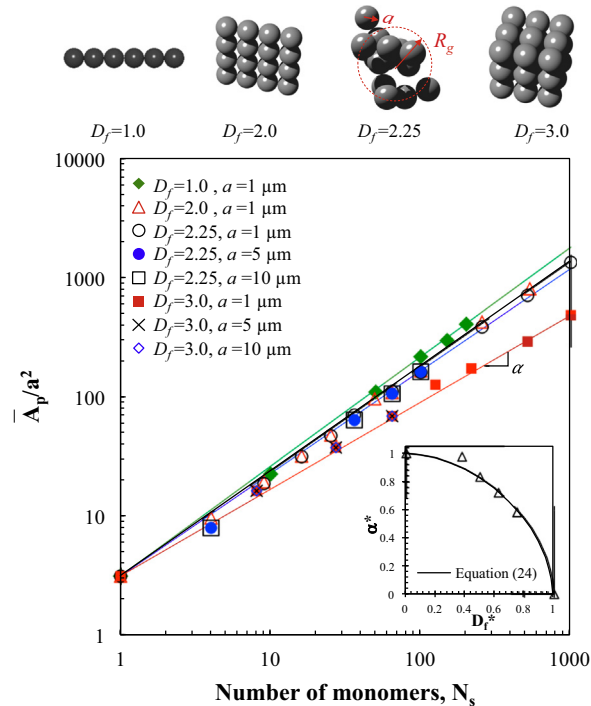 a
R_g
D_f=1.0
D_f=2.0
D_f=2.25
D_f=3.0
10000
1000
100
10
1
A̅_p/a²
D_f=1.0 , a =1 µm
D_f=2.0 , a =1 µm
D_f=2.25, a=1 µm
D_f=2.25, a=5 µm
D_f=2.25, a=10 µm
D_f=3.0, a=1 µm
D_f=3.0, a=5 µm
D_f=3.0, a=10 µm
α
1
0.8
0.6
0.4
0.2
0
α*
Equation (24)
0 0.2 0.4 0.6 0.8 1
D_f*
1 10 100 1000
Number of monomers, N_s